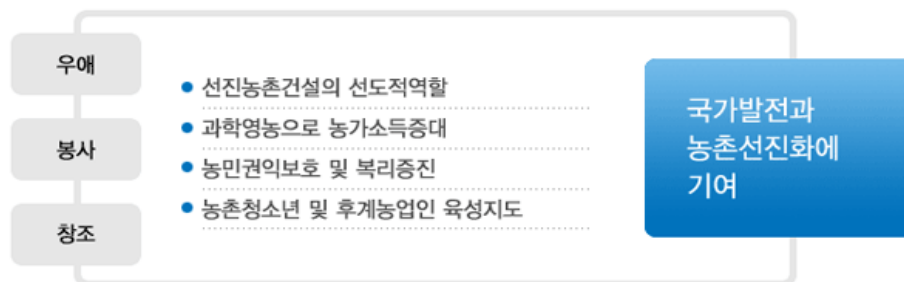 우애
봉사
창조
선진농촌건설의 선도적역할
과학영농으로 농가소득증대
농민권익보호 및 복리증진
농촌청소년 및 후계농업인 육성지도
국가발전과
농촌선진화에
기여